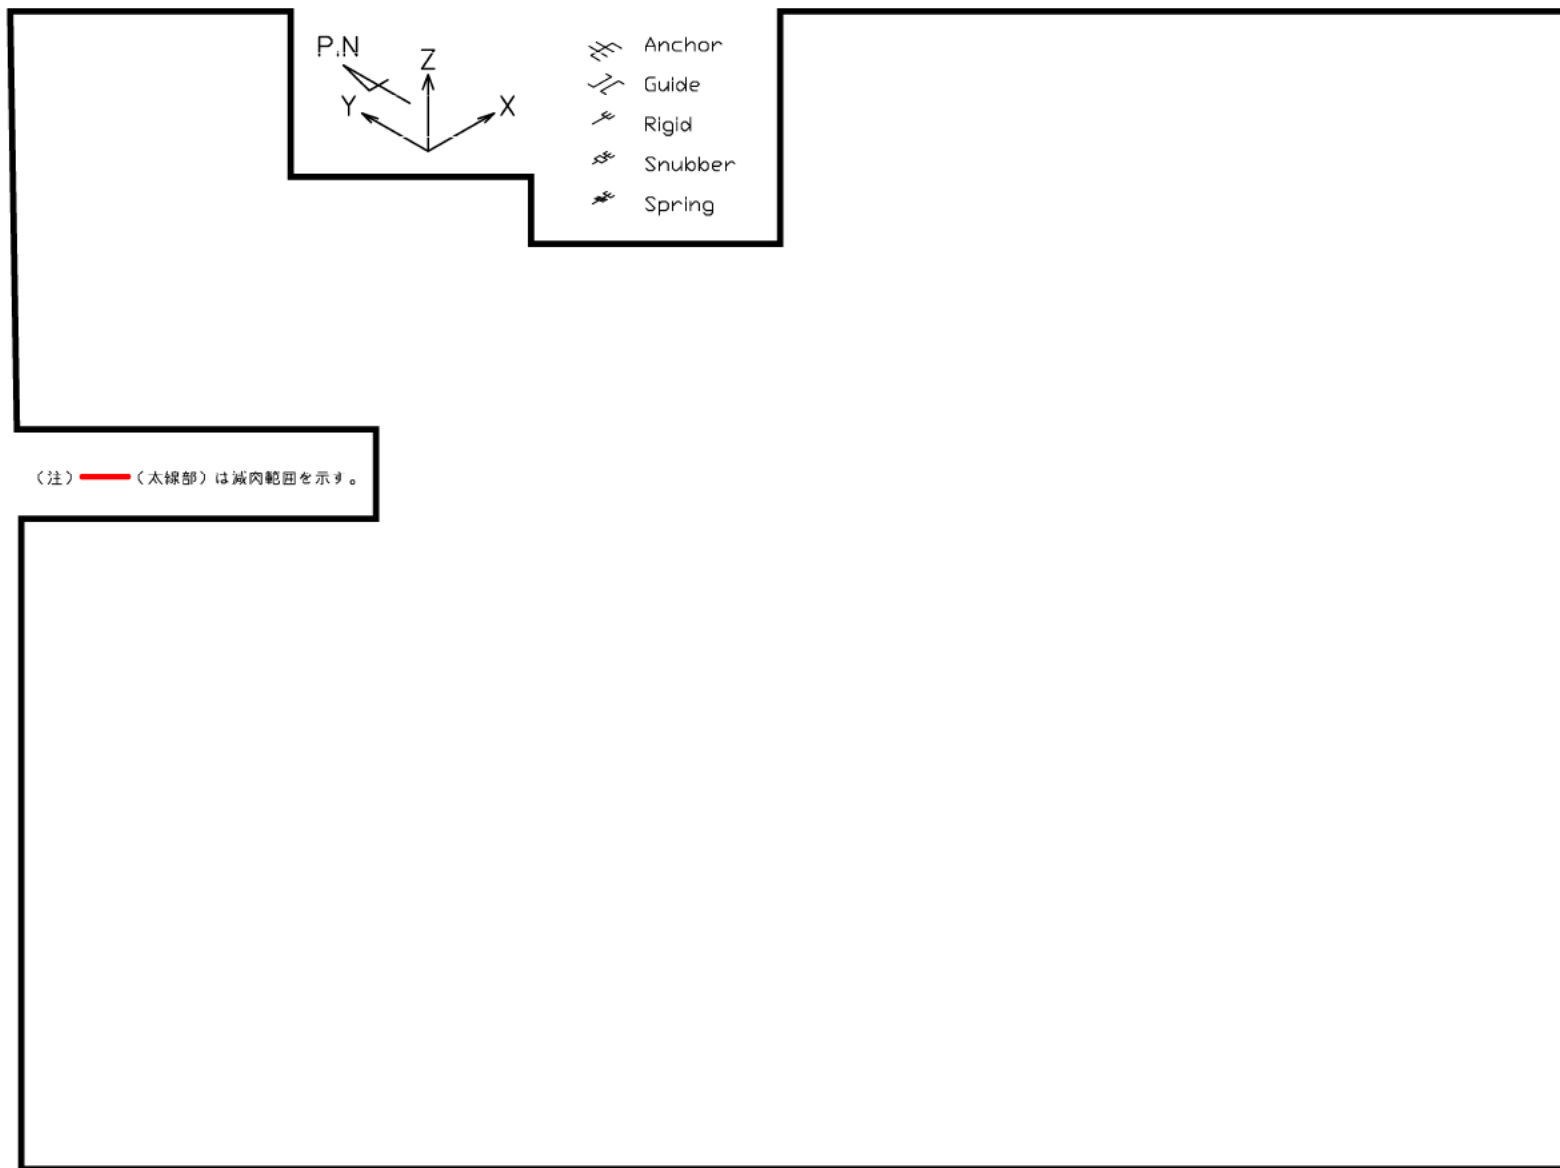 P.N
Z
Y
X
Anchor
Guide
Rigid
Snubber
Spring
（注）（太線部）は減肉範囲を示す。